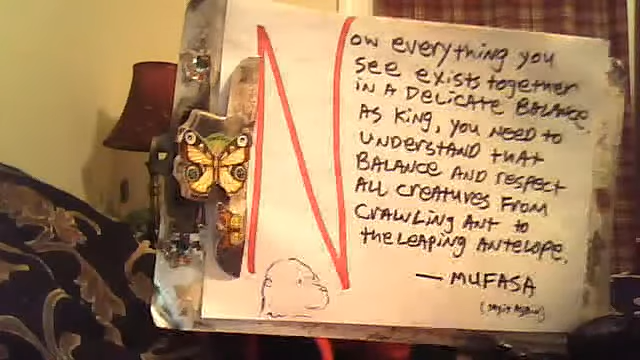 Now everything you
see exists together
in a delicate balance.
As king, you need to
understand that
balance and respect
all creatures from
crawling ant to
the leaping antelope.
— MUFASA